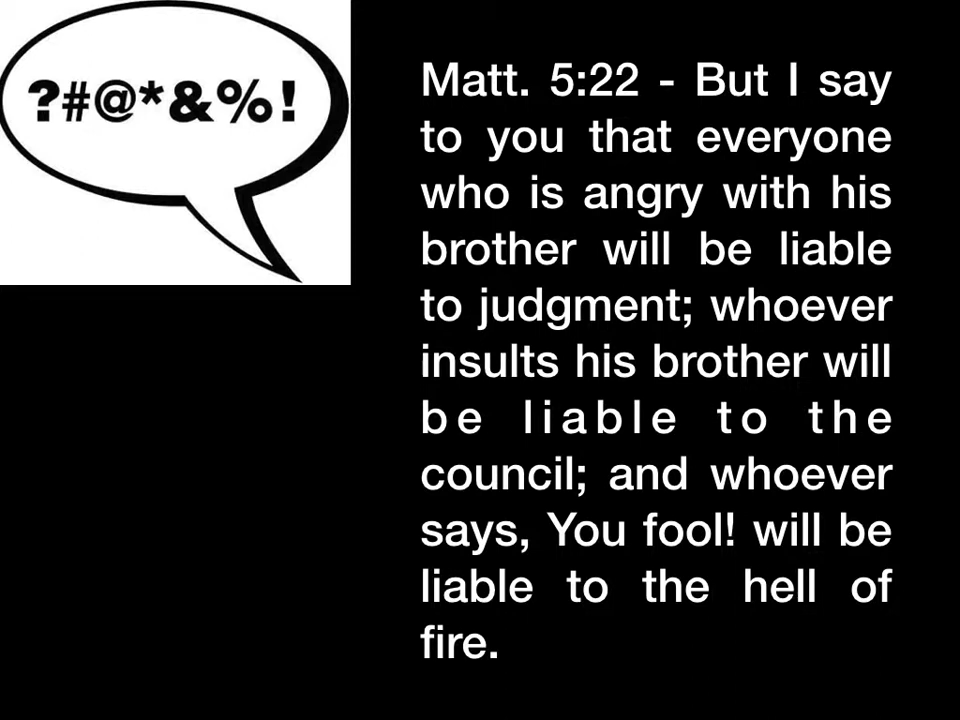 ?#@*&%!
Matt. 5:22 - But I say
to you that everyone
who is angry with his
brother will be liable
to judgment; whoever
insults his brother will
be liable to the
council; and whoever
says, You fool! will be
liable to the hell of
fire.